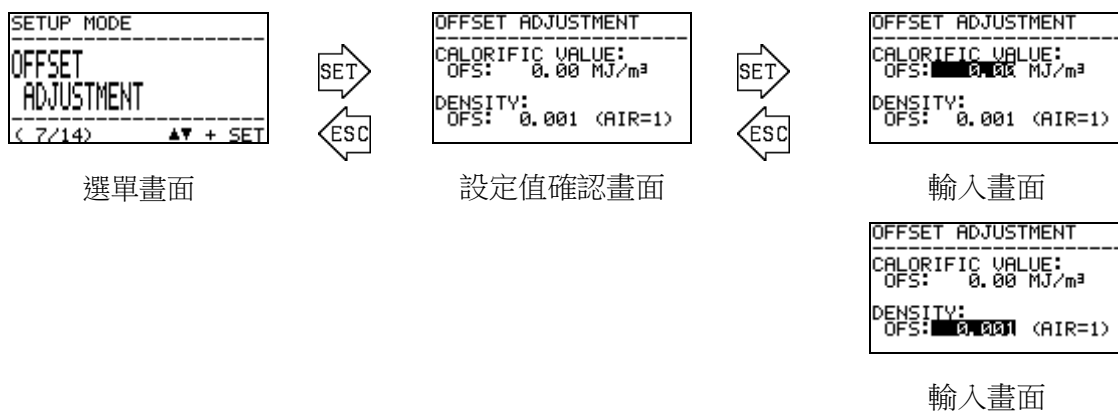 SETUP MODE
OFFSET
ADJUSTMENT
( 7/14) ▲▼ + SET
選單畫面
SET
ESC
OFFSET ADJUSTMENT
CALORIFIC VALUE:
OFS: 0.00 MJ/m³
DENSITY:
OFS: 0.001 (AIR=1)
設定值確認畫面
SET
ESC
OFFSET ADJUSTMENT
CALORIFIC VALUE:
OFS: 0.00 MJ/m³
DENSITY:
OFS: 0.001 (AIR=1)
輸入畫面
OFFSET ADJUSTMENT
CALORIFIC VALUE:
OFS: 0.00 MJ/m³
DENSITY:
OFS: 0.001 (AIR=1)
輸入畫面